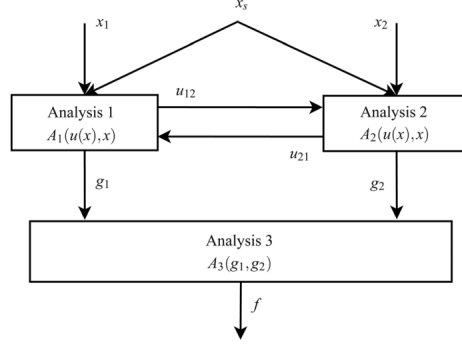 x_s
x_1
x_2
u_12
Analysis 1
A_1(u(x),x)
Analysis 2
A_2(u(x),x)
u_21
g_1
g_2
Analysis 3
A_3(g_1,g_2)
f